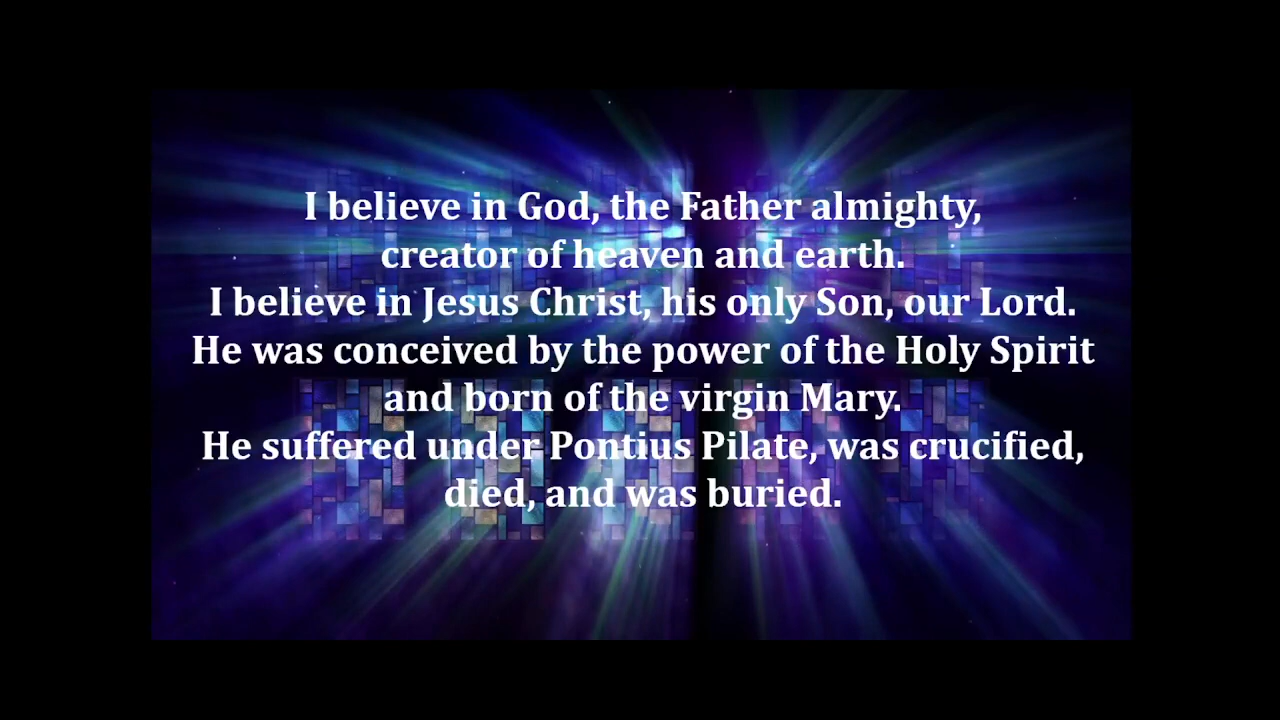 I believe in God, the Father almighty,
creator of heaven and earth.
I believe in Jesus Christ, his only Son, our Lord.
He was conceived by the power of the Holy Spirit
and born of the virgin Mary.
He suffered under Pontius Pilate, was crucified,
died, and was buried.